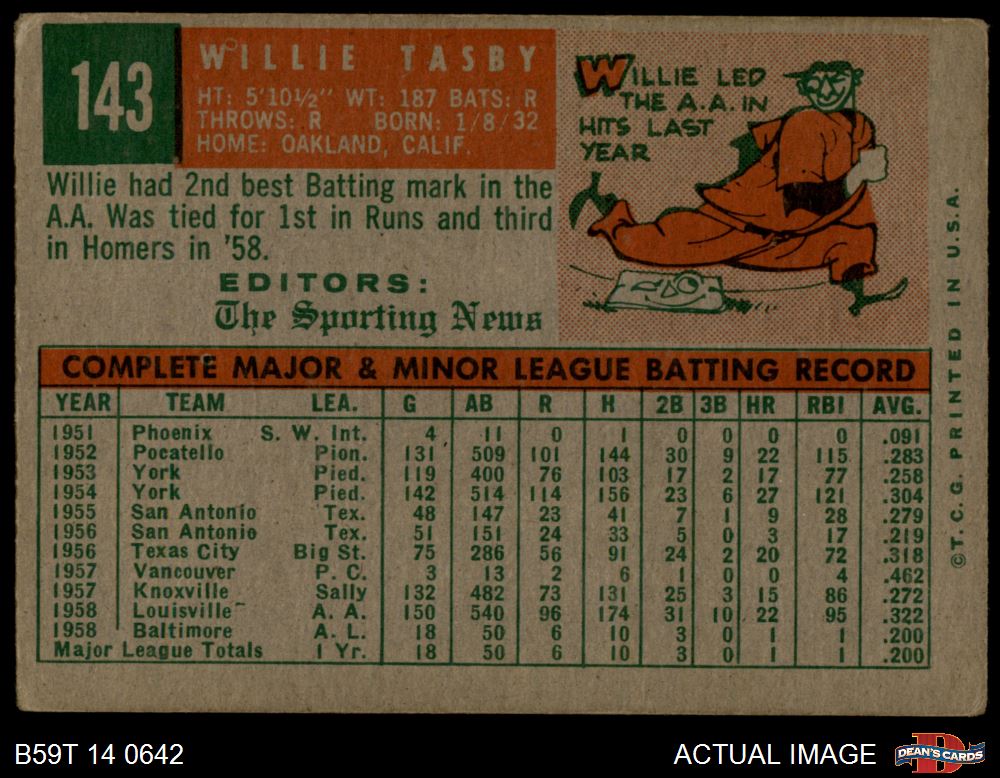 143
WILLIE TASBY
HT: 5'10½" WT: 187 BATS: R
THROWS: R BORN: 1/8/32
HOME: OAKLAND, CALIF.
WILLIE LED
THE A.A. IN
HITS LAST
YEAR
Willie had 2nd best Batting mark in the
A.A. Was tied for 1st in Runs and third
in Homers in '58.
EDITORS:
The Sporting News
COMPLETE MAJOR & MINOR LEAGUE BATTING RECORD
YEAR TEAM LEA. G AB R H 2B 3B HR RBI AVG.
1951 Phoenix S. W. Int. 4 11 0 1 0 0 0 0 .091
1952 Pocatello Pion. 131 509 101 144 30 9 22 115 .283
1953 York Pied. 119 400 76 103 17 2 17 77 .258
1954 York Pied. 142 514 114 156 23 6 27 121 .304
1955 San Antonio Tex. 48 147 23 41 7 1 9 28 .279
1956 San Antonio Tex. 51 151 24 33 5 0 3 17 .219
1956 Texas City Big St. 75 286 56 91 24 2 20 72 .318
1957 Vancouver P. C. 3 13 2 6 1 0 0 4 .462
1957 Knoxville Sally 132 482 73 131 25 3 15 86 .272
1958 Louisville A. A. 150 540 96 174 31 10 22 95 .322
1958 Baltimore A. L. 18 50 6 10 3 0 1 1 .200
Major League Totals 1 Yr. 18 50 6 10 3 0 1 1 .200
©T. C. G. PRINTED IN U.S.A.
B59T 14 0642
ACTUAL IMAGE
DEAN'S CARDS